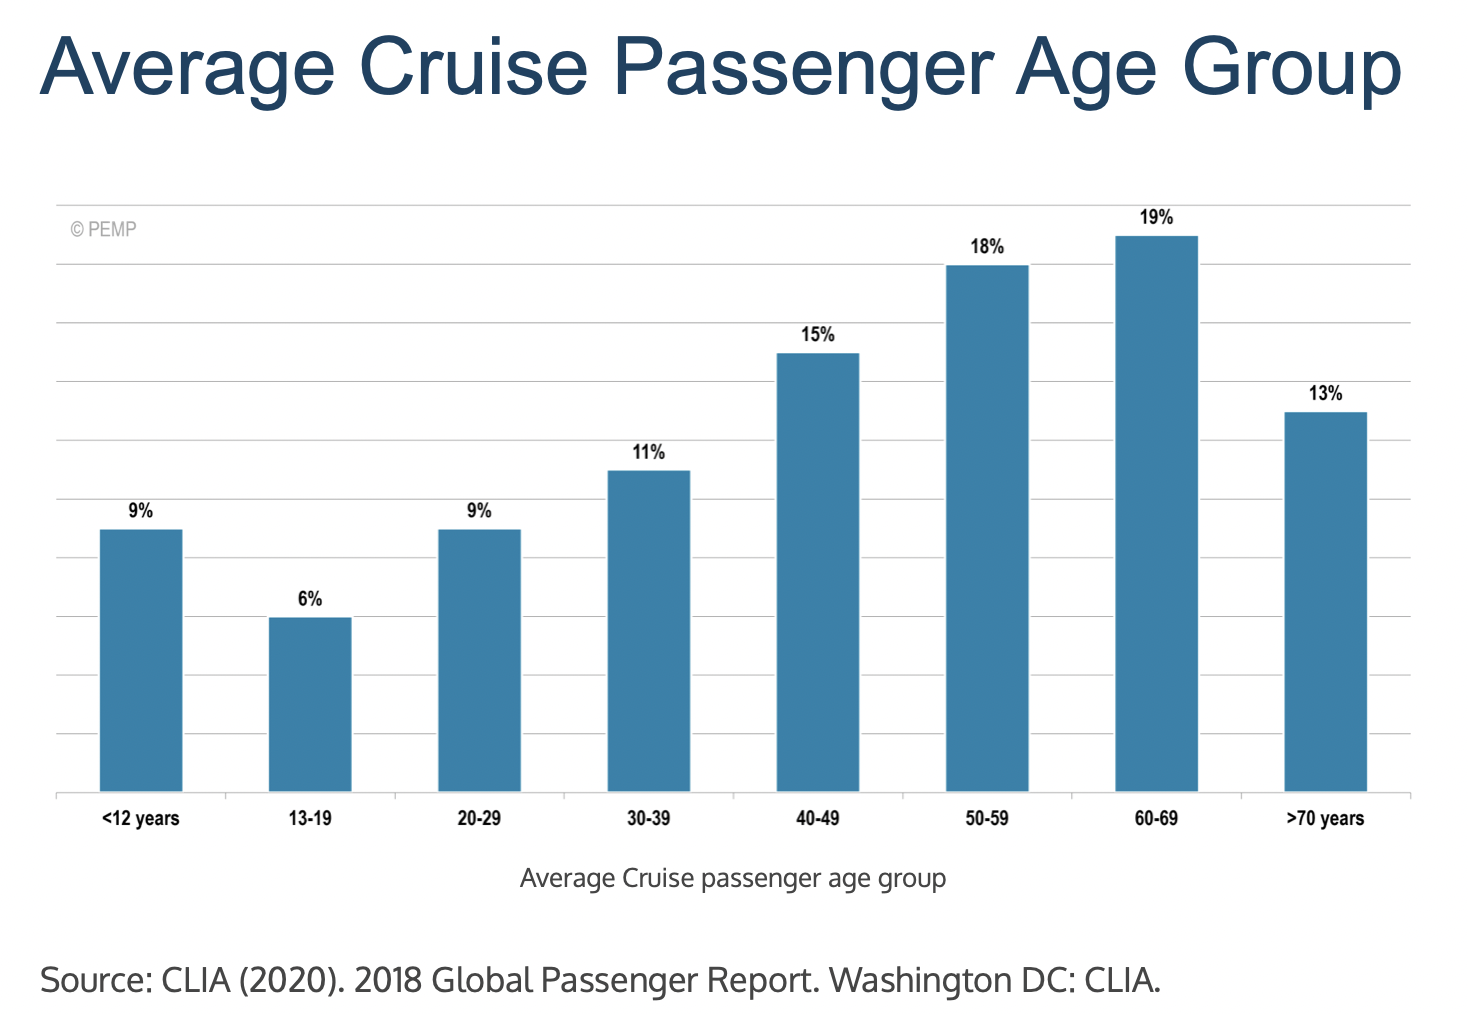 Average Cruise Passenger Age Group
© PEMP
9%
6%
9%
11%
15%
18%
19%
13%
<12 years
13-19
20-29
30-39
40-49
50-59
60-69
>70 years
Average Cruise passenger age group
Source: CLIA (2020). 2018 Global Passenger Report. Washington DC: CLIA.